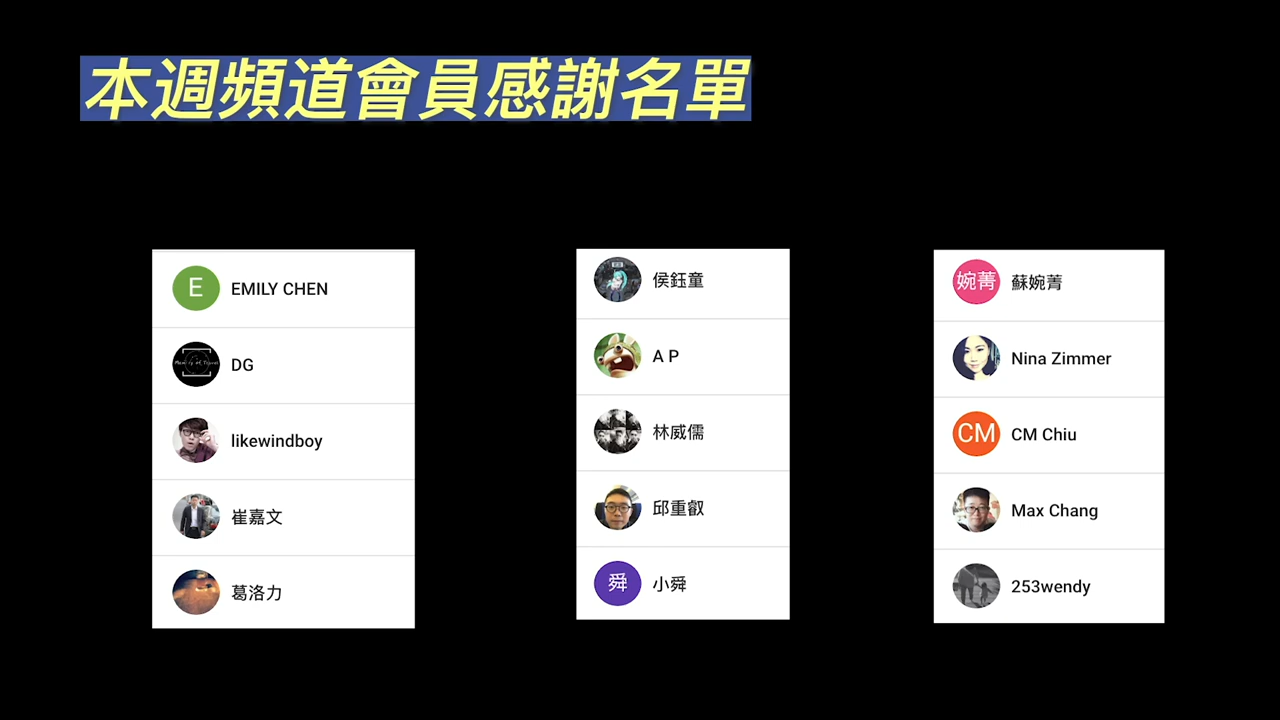 本週頻道會員感謝名單
E
EMILY CHEN
DG
likewindboy
崔嘉文
葛洛力
侯鈺童
A P
林威儒
邱重叡
舜
小舜
婉菁
蘇婉菁
Nina Zimmer
CM
CM Chiu
Max Chang
253wendy